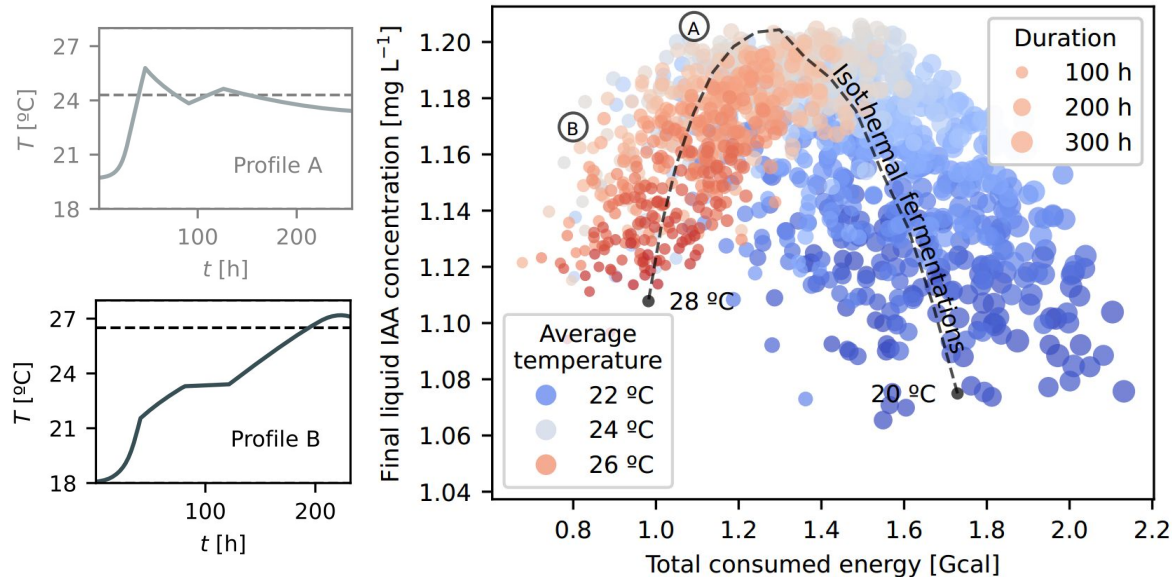 27
24
21
18
T [ºC]
Profile A
100
200
t [h]
27
24
21
18
T [ºC]
Profile B
100
200
t [h]
Final liquid IAA concentration [mg L⁻¹]
1.20
1.18
1.16
1.14
1.12
1.10
1.08
1.06
1.04
A
B
Isothermal fermentations
28 ºC
20 ºC
Duration
100 h
200 h
300 h
Average
temperature
22 ºC
24 ºC
26 ºC
0.8
1.0
1.2
1.4
1.6
1.8
2.0
2.2
Total consumed energy [Gcal]